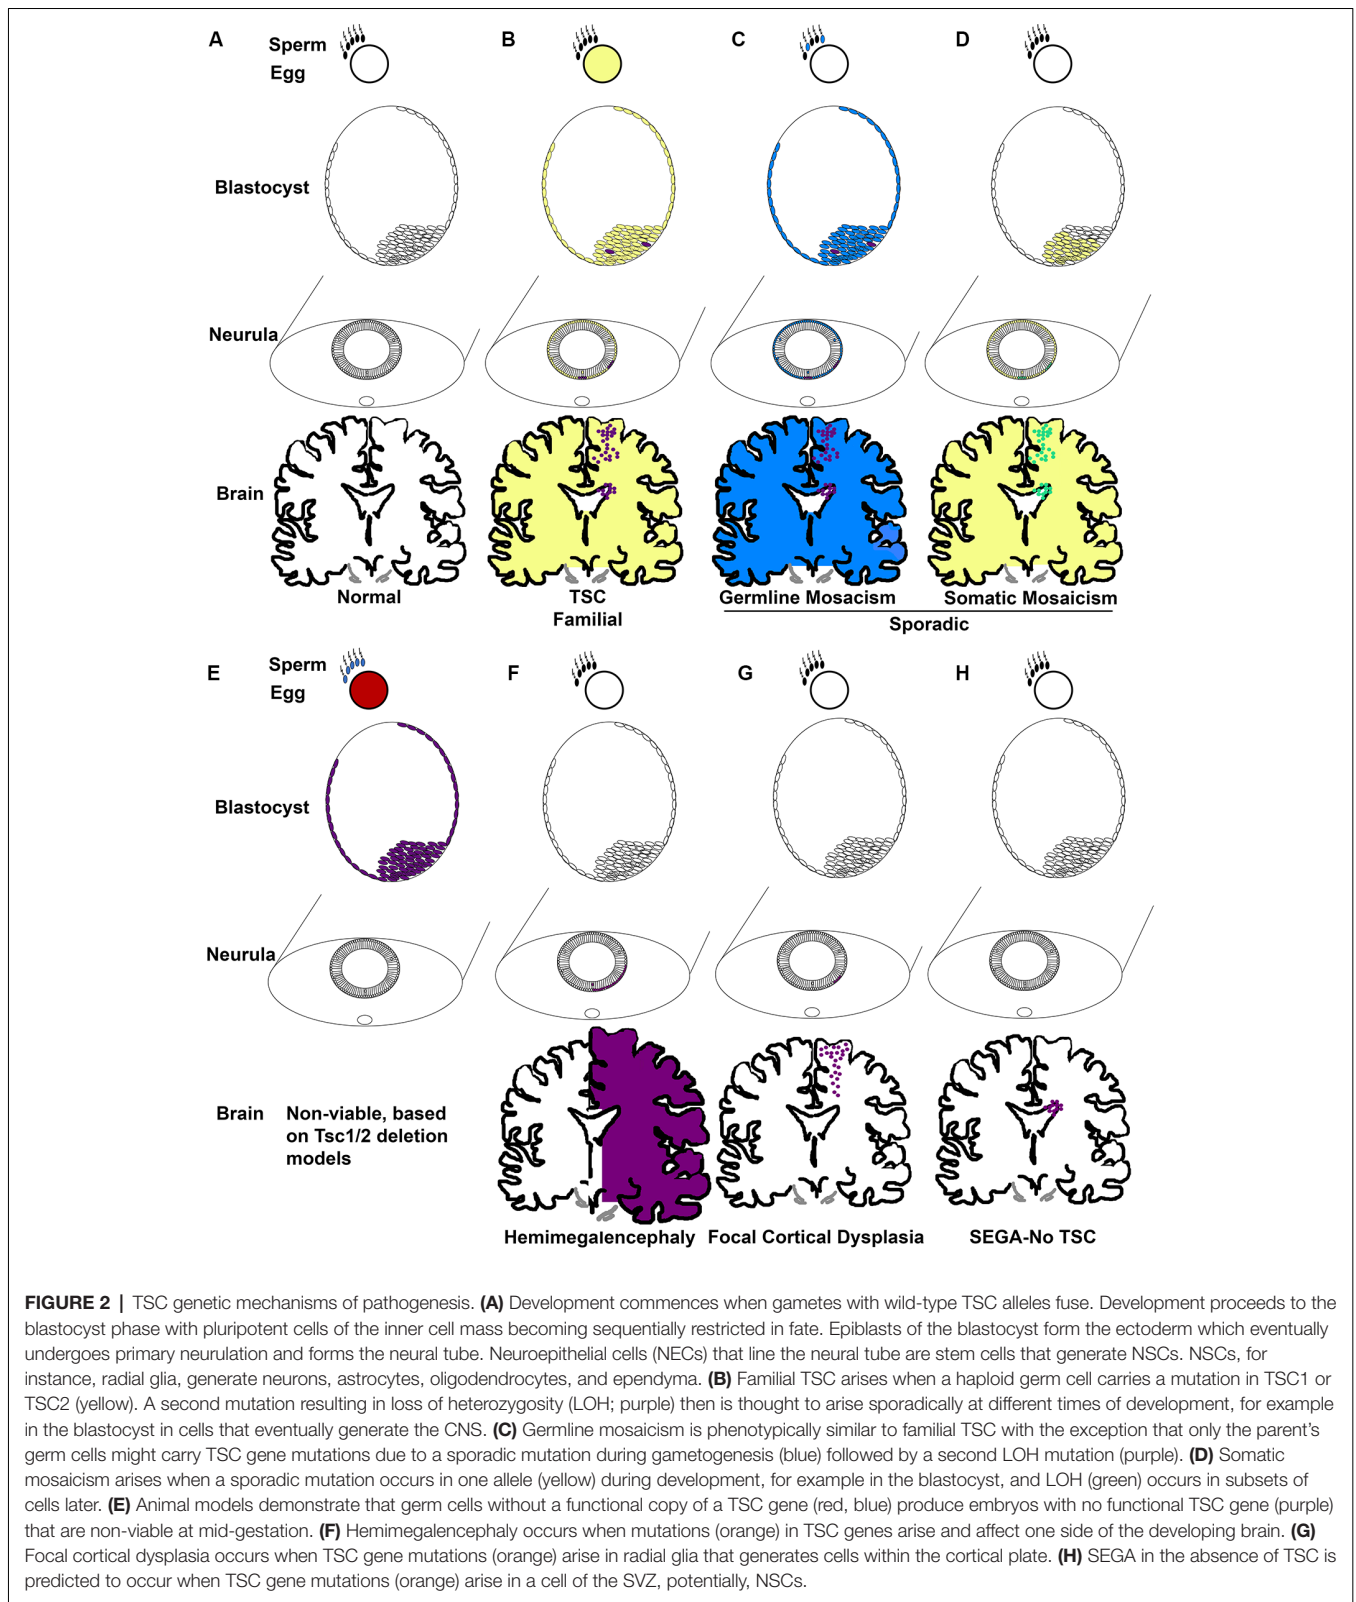 A
Sperm
Egg
B
C
D
Blastocyst
Neurula
Brain
Normal
TSC
Familial
Germline Mosacism
Somatic Mosaicism
Sporadic
E
Sperm
Egg
F
G
H
Blastocyst
Neurula
Brain
Non-viable, based
on Tsc1/2 deletion
models
Hemimegalencephaly
Focal Cortical Dysplasia
SEGA-No TSC
FIGURE 2 | TSC genetic mechanisms of pathogenesis. (A) Development commences when gametes with wild-type TSC alleles fuse. Development proceeds to the
blastocyst phase with pluripotent cells of the inner cell mass becoming sequentially restricted in fate. Epiblasts of the blastocyst form the ectoderm which eventually
undergoes primary neurulation and forms the neural tube. Neuroepithelial cells (NECs) that line the neural tube are stem cells that generate NSCs. NSCs, for
instance, radial glia, generate neurons, astrocytes, oligodendrocytes, and ependyma. (B) Familial TSC arises when a haploid germ cell carries a mutation in TSC1 or
TSC2 (yellow). A second mutation resulting in loss of heterozygosity (LOH; purple) then is thought to arise sporadically at different times of development, for example
in the blastocyst in cells that eventually generate the CNS. (C) Germline mosaicism is phenotypically similar to familial TSC with the exception that only the parent’s
germ cells might carry TSC gene mutations due to a sporadic mutation during gametogenesis (blue) followed by a second LOH mutation (purple). (D) Somatic
mosaicism arises when a sporadic mutation occurs in one allele (yellow) during development, for example in the blastocyst, and LOH (green) occurs in subsets of
cells later. (E) Animal models demonstrate that germ cells without a functional copy of a TSC gene (red, blue) produce embryos with no functional TSC gene (purple)
that are non-viable at mid-gestation. (F) Hemimegalencephaly occurs when mutations (orange) in TSC genes arise and affect one side of the developing brain. (G)
Focal cortical dysplasia occurs when TSC gene mutations (orange) arise in radial glia that generates cells within the cortical plate. (H) SEGA in the absence of TSC is
predicted to occur when TSC gene mutations (orange) arise in a cell of the SVZ, potentially, NSCs.